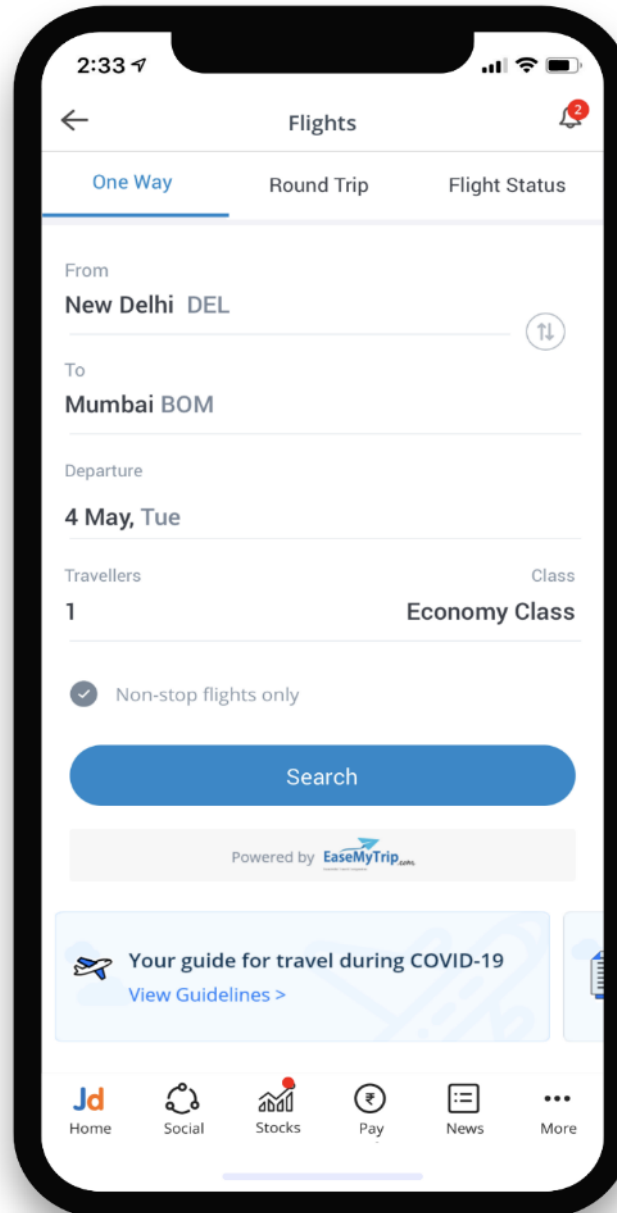 2:33
Flights
2
One Way Round Trip Flight Status
From
New Delhi DEL
To
Mumbai BOM
Departure
4 May, Tue
Travellers Class
1 Economy Class
Non-stop flights only
Search
Powered by EaseMyTrip.com
Your guide for travel during COVID-19
View Guidelines >
Jd
Home Social Stocks Pay News More